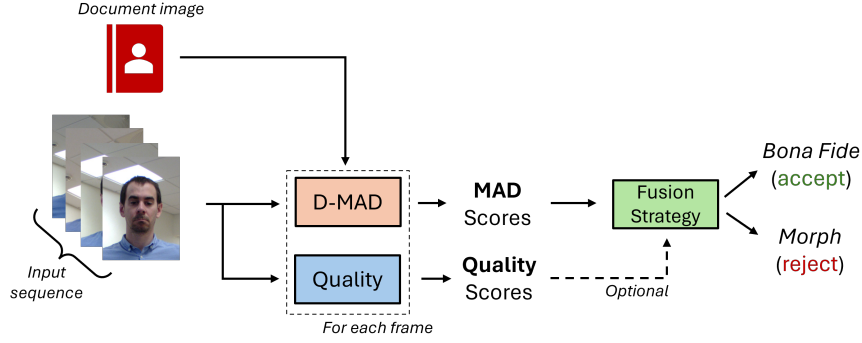 Document image
Input
sequence
D-MAD
Quality
For each frame
MAD
Scores
Quality
Scores
Optional
Fusion
Strategy
Bona Fide
(accept)
Morph
(reject)